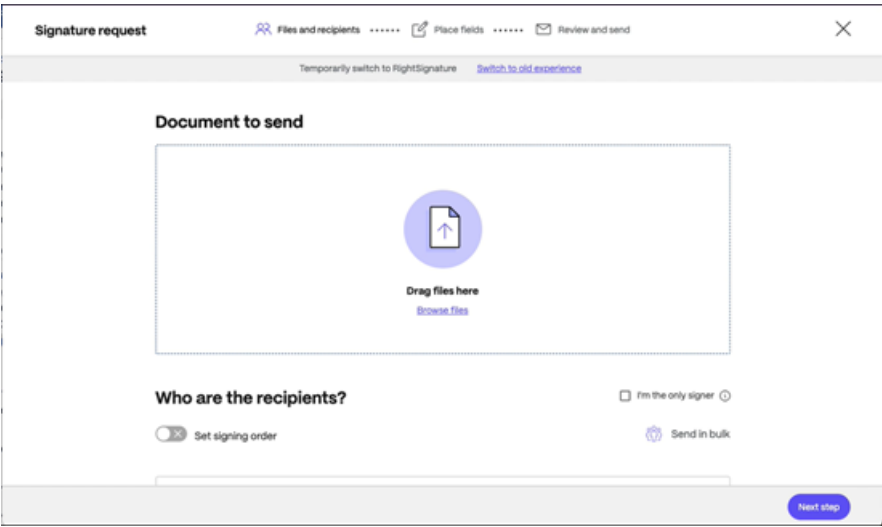 Signature request
Files and recipients
Place fields
Review and send
Temporarily switch to RightSignature Switch to old experience
Document to send
Drag files here
Browse files
Who are the recipients?
I'm the only signer
Set signing order
Send in bulk
Next step